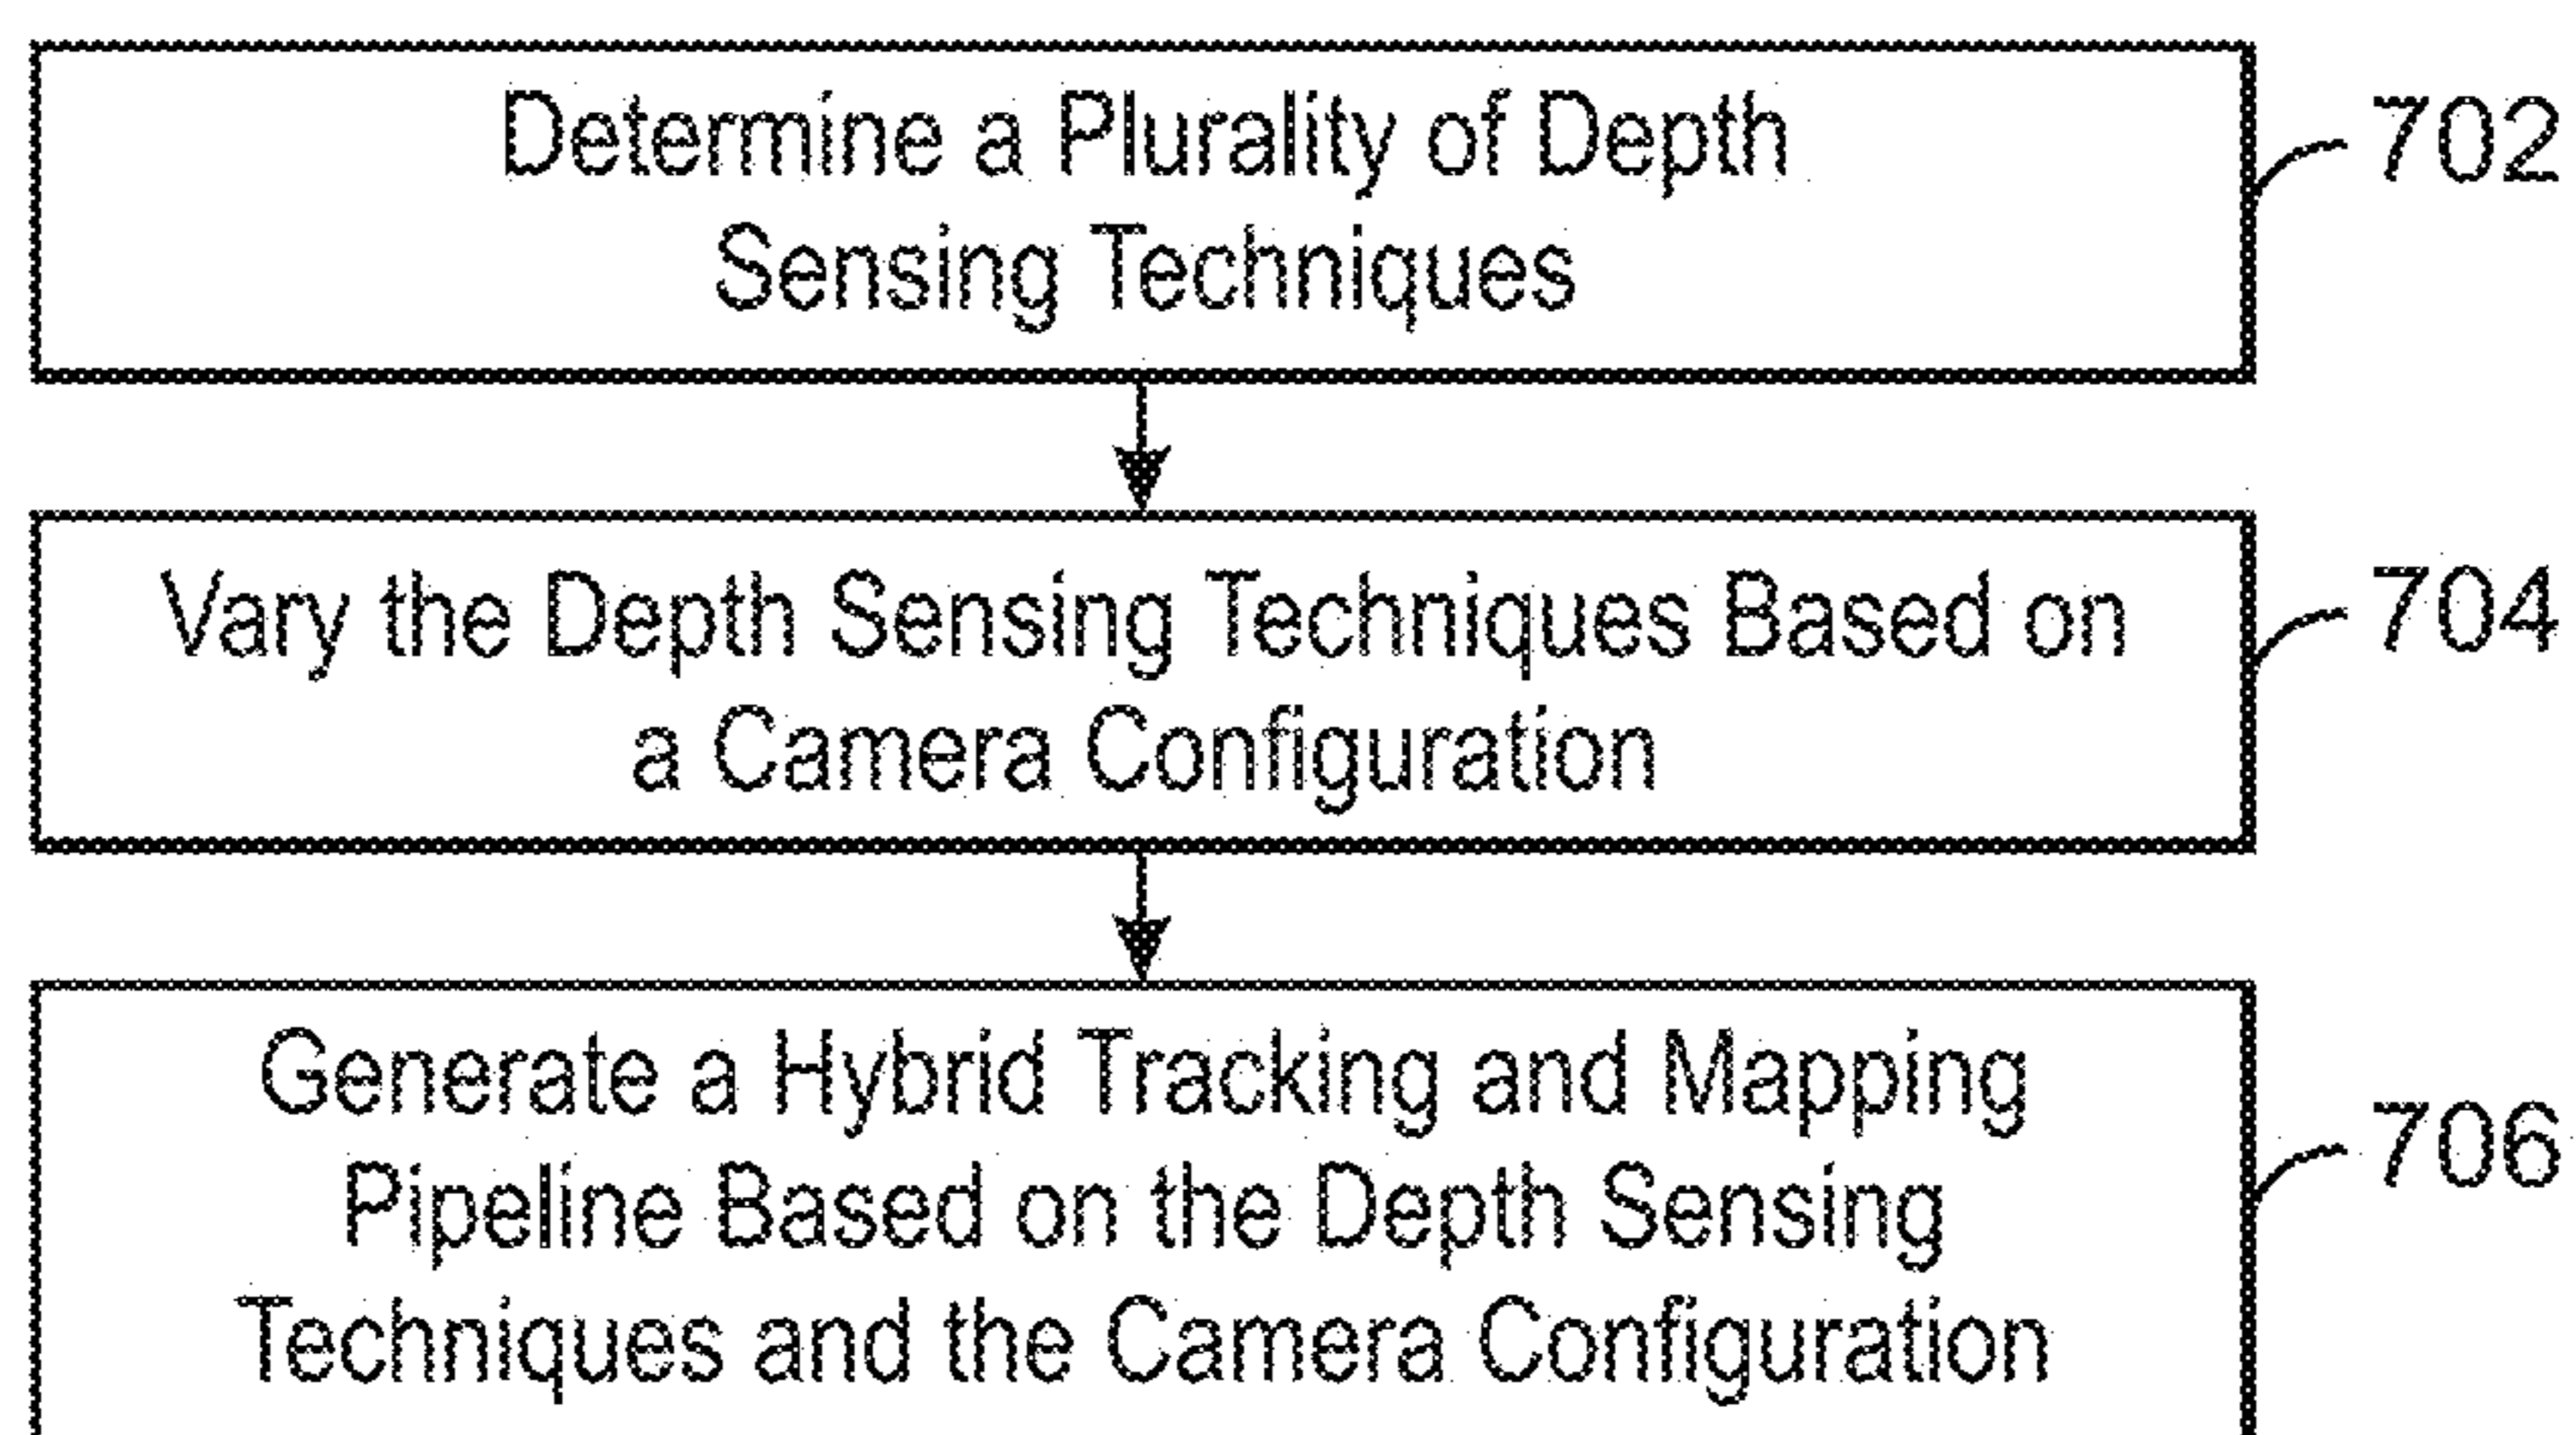 Determine a Plurality of Depth
Sensing Techniques
702
Vary the Depth Sensing Techniques Based on
a Camera Configuration
704
Generate a Hybrid Tracking and Mapping
Pipeline Based on the Depth Sensing
Techniques and the Camera Configuration
706